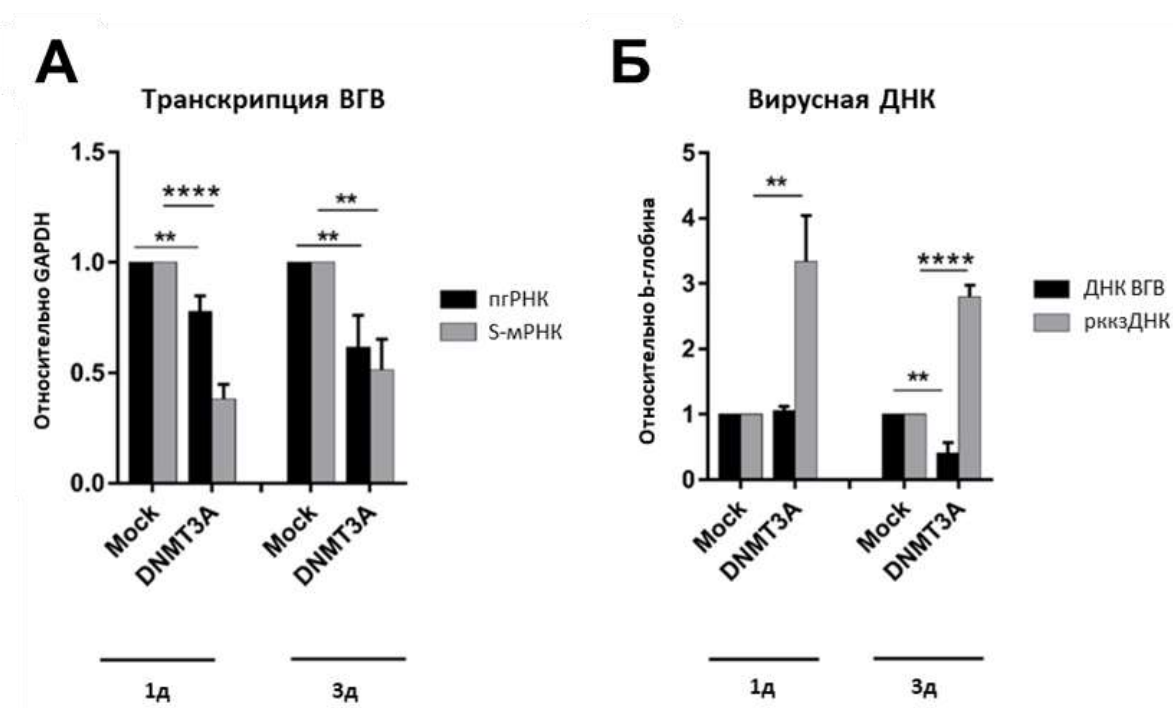 А
Транскрипция ВГВ
Относительно GAPDH
1.5
1.0
0.5
0.0
****
**
**
**
Mock
DNMT3A
Mock
DNMT3A
1д
3д
пгРНК
S-мРНК
Б
Вирусная ДНК
Относительно b-глобина
5
4
3
2
1
0
**
****
**
Mock
DNMT3A
Mock
DNMT3A
1д
3д
ДНК ВГВ
рккзДНК